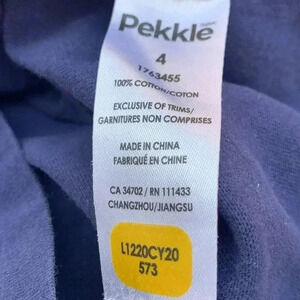 Pekkle
4
1763455
100% COTTON/COTON
EXCLUSIVE OF TRIMS/
GARNITURES NON COMPRISES
MADE IN CHINA
FABRIQUÉ EN CHINE
CA 34702 / RN 111433
CHANGZHOU/JIANGSU
L1220CY20
573